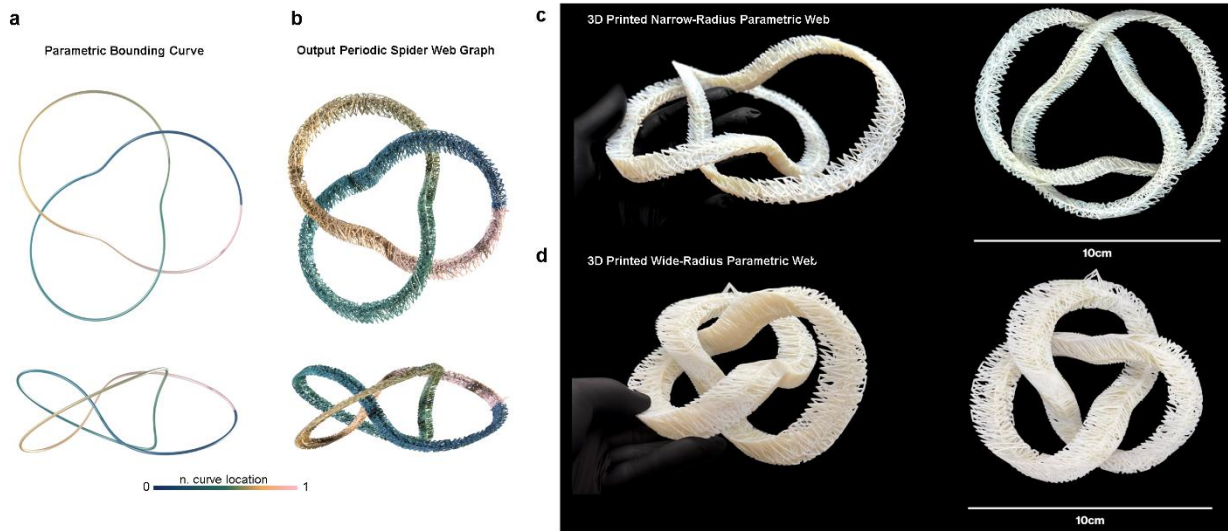 a
Parametric Bounding Curve
b
Output Periodic Spider Web Graph
n. curve location
0
1
c
3D Printed Narrow-Radius Parametric Web
10cm
d
3D Printed Wide-Radius Parametric Web
10cm